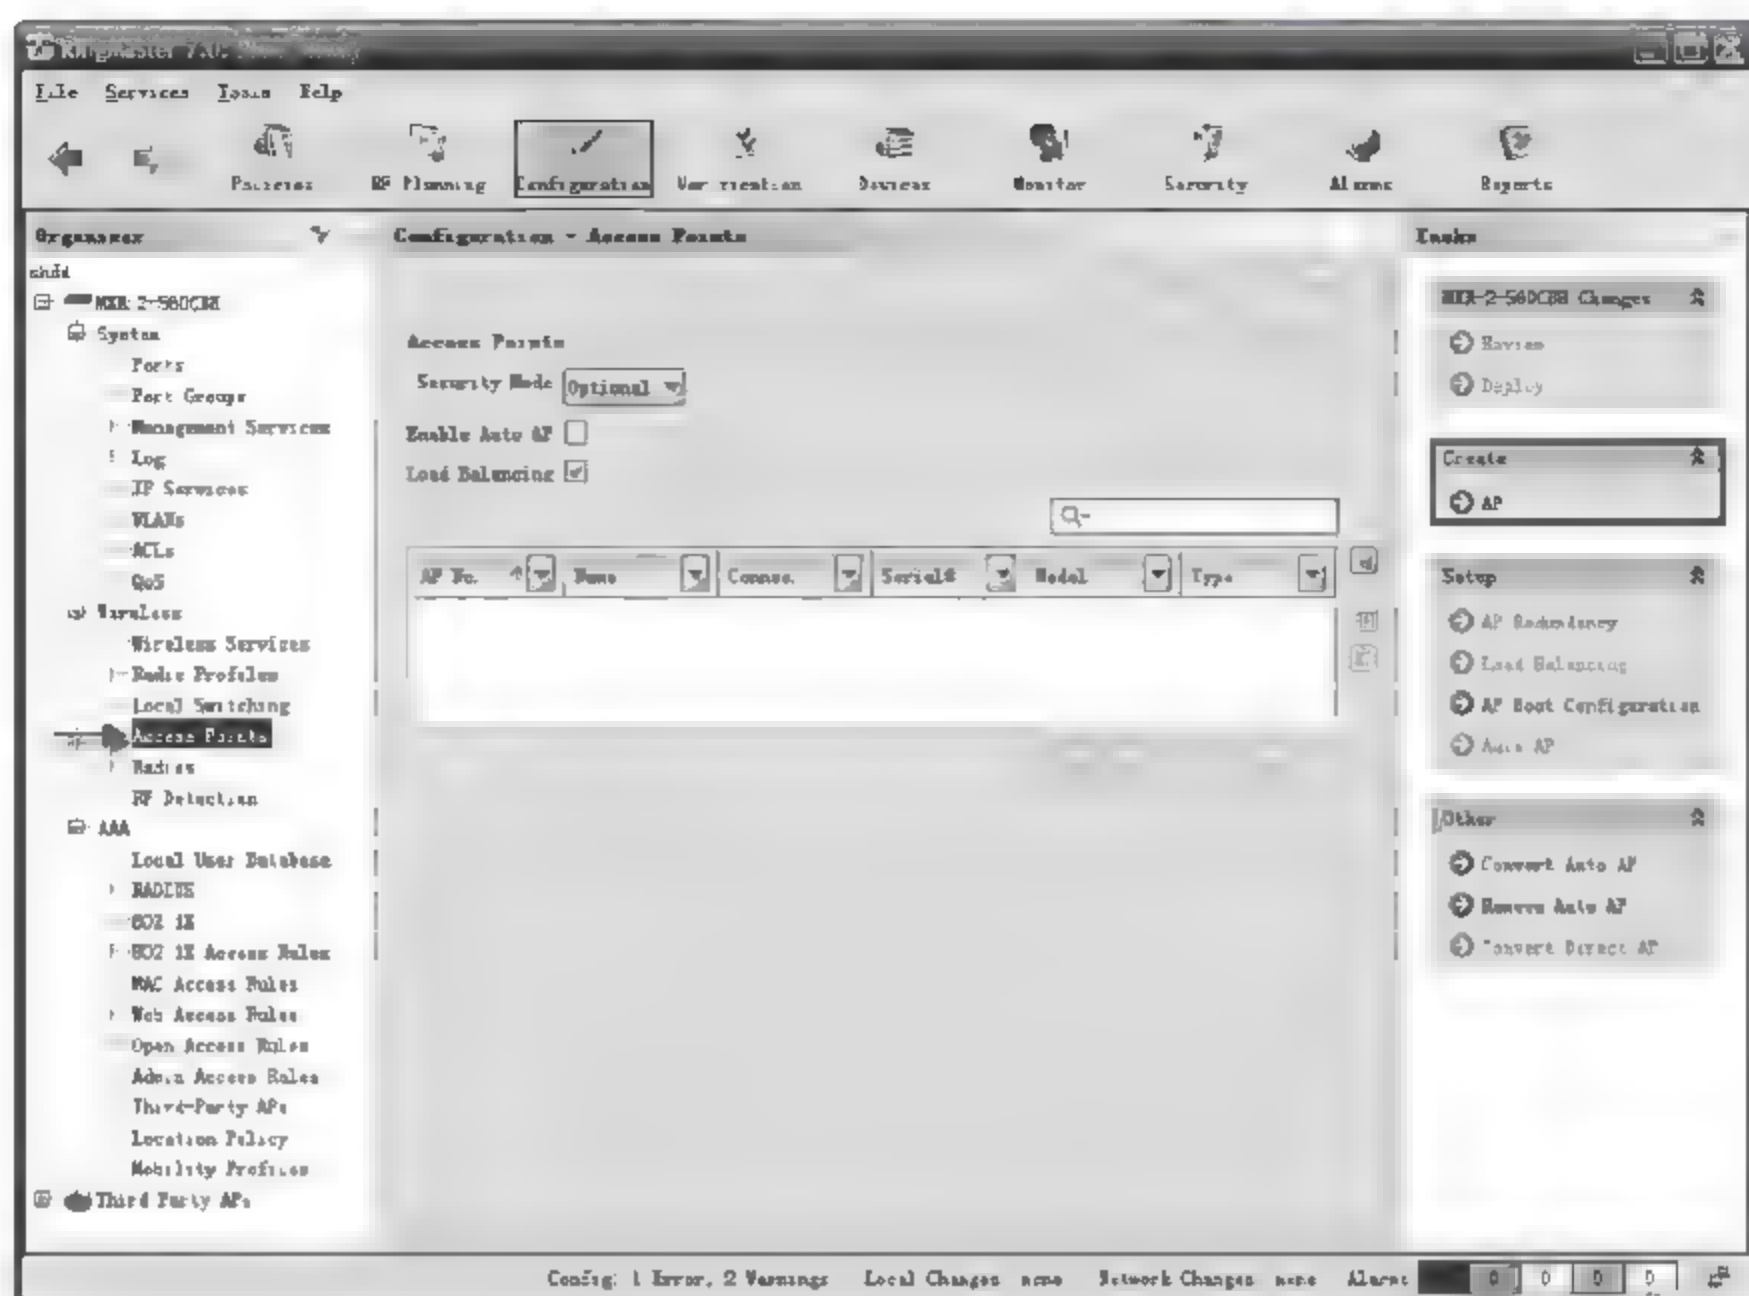 File Services Tools Help
Policies RF Planning Configuration Verification Devices Monitor Security Alarms Reports
Organizer
Configuration - Access Points
Tasks
MXR-2-560CBH
System
Ports
Port Groups
Management Services
Log
IP Services
VLANs
ACLs
QoS
Wireless
Wireless Services
Radio Profiles
Local Switching
Access Points
Radios
RF Detection
AAA
Local User Database
RADIUS
802 1X
802 1X Access Rules
MAC Access Rules
Web Access Rules
Open Access Rules
Admin Access Rules
Third-Party APs
Location Policy
Mobility Profiles
Third Party APs
Access Points
Security Mode Optional
Enable Auto AP
Load Balancing
AP No. Name Connec. Serial# Model Type
MXR-2-560CBH Changes
Review
Deploy
Create
AP
Setup
AP Redundancy
Load Balancing
AP Boot Configuration
Auto AP
Other
Convert Auto AP
Remove Auto AP
Convert Direct AP
Config: 1 Error, 2 Warnings Local Changes none Network Changes none Alarms 0 0 0 0